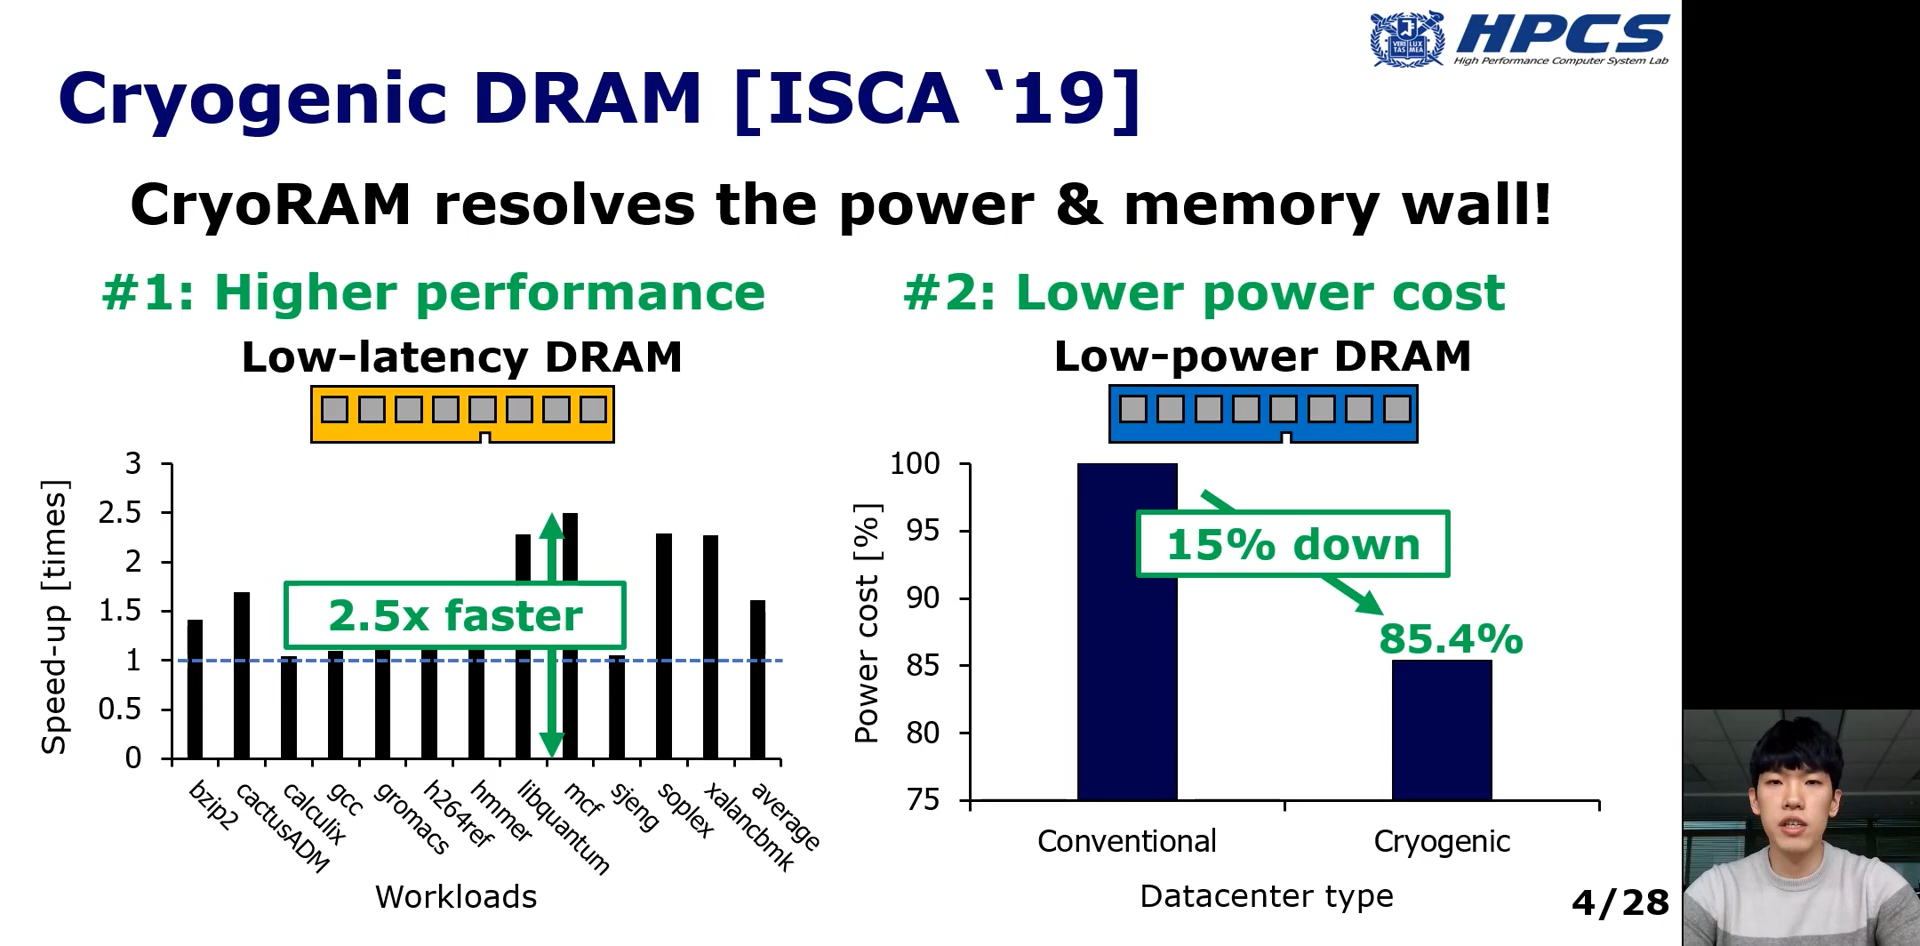 HPCS
High Performance Computer System Lab
VERI LUX
TAS MEA
Cryogenic DRAM [ISCA ‘19]
CryoRAM resolves the power & memory wall!
#1: Higher performance
Low-latency DRAM
Speed-up [times]
3
2.5
2
1.5
1
0.5
0
2.5x faster
bzip2
cactusADM
calculix
gcc
gromacs
h264ref
hmmer
libquantum
mcf
sjeng
soplex
xalancbmk
average
Workloads
#2: Lower power cost
Low-power DRAM
Power cost [%]
100
95
90
85
80
75
15% down
85.4%
Conventional
Cryogenic
Datacenter type
4/28